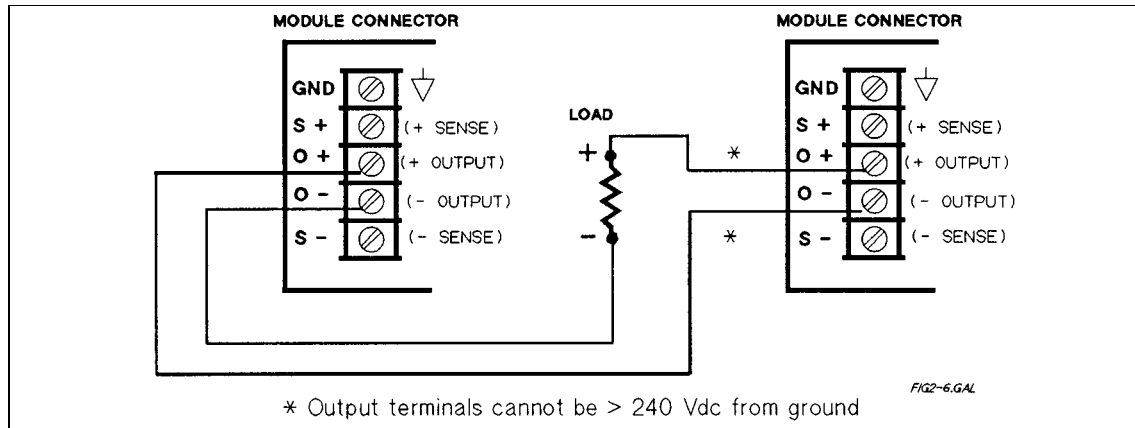 MODULE CONNECTOR
GND
S +
(+ SENSE)
O +
(+ OUTPUT)
O -
(- OUTPUT)
S -
(- SENSE)
LOAD
+
-
*
*
MODULE CONNECTOR
GND
S +
(+ SENSE)
O +
(+ OUTPUT)
O -
(- OUTPUT)
S -
(- SENSE)
FIG2-6.GAL
* Output terminals cannot be > 240 Vdc from ground